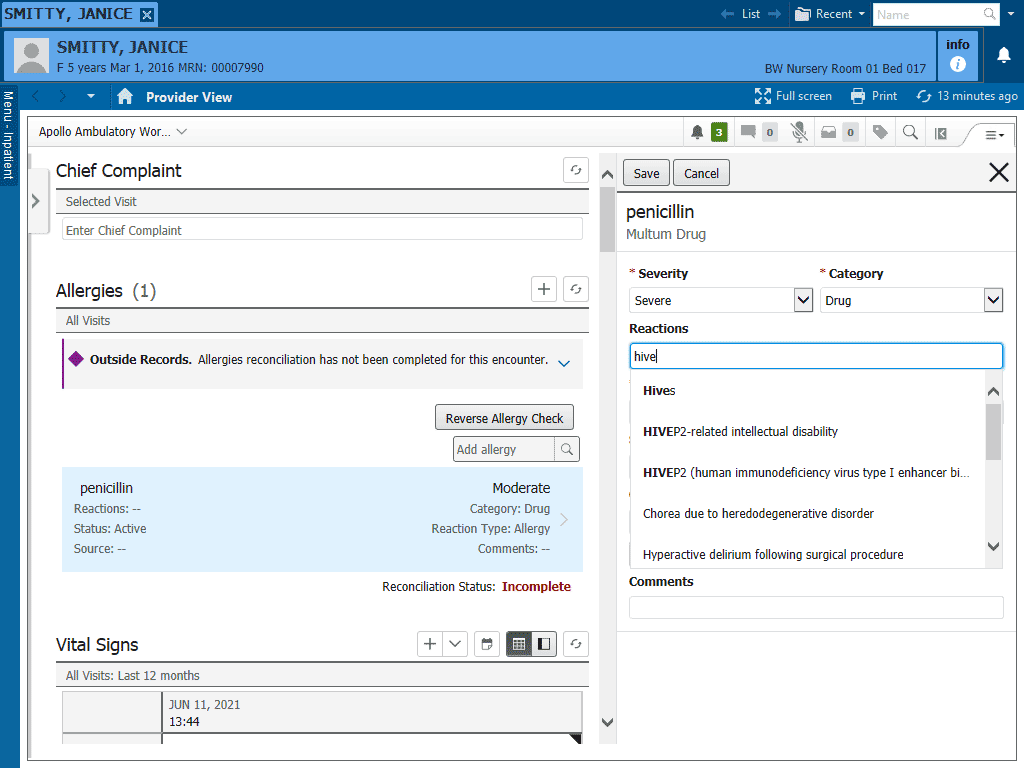 SMITTY, JANICE
List
Recent
Name
SMITTY, JANICE
F 5 years Mar 1, 2016 MRN: 00007990
BW Nursery Room 01 Bed 017
info
i
Menu - Inpatient
Provider View
Full screen
Print
13 minutes ago
Apollo Ambulatory Wor...
3
0
0
Chief Complaint
Selected Visit
Enter Chief Complaint
Allergies (1)
All Visits
Outside Records. Allergies reconciliation has not been completed for this encounter.
Reverse Allergy Check
Add allergy
penicillin
Moderate
Reactions: --
Category: Drug
Status: Active
Reaction Type: Allergy
Source: --
Comments: --
Reconciliation Status: Incomplete
Vital Signs
All Visits: Last 12 months
JUN 11, 2021
13:44
Save
Cancel
penicillin
Multum Drug
* Severity
* Category
Severe
Drug
Reactions
hive
Hives
HIVEP2-related intellectual disability
HIVEP2 (human immunodeficiency virus type I enhancer bi...
Chorea due to heredodegenerative disorder
Hyperactive delirium following surgical procedure
Comments